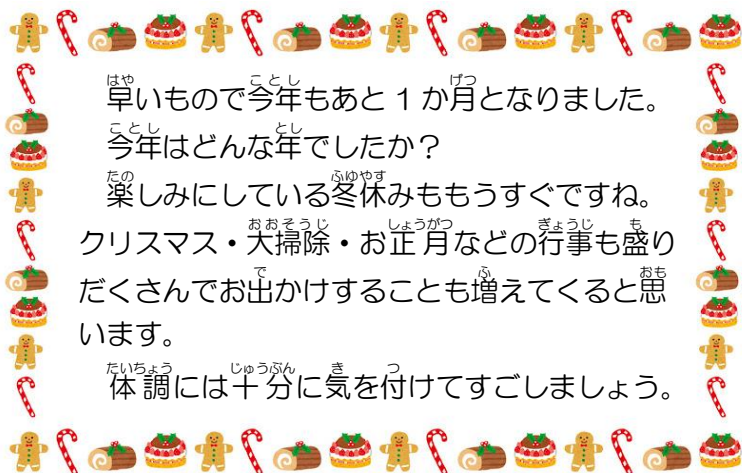 早いもので今年もあと 1 か月となりました。
今年はどんな年でしたか？
楽しみにしている冬休みももうすぐですね。
クリスマス・大掃除・お正月などの行事も盛り
だくさんでお出かけすることも増えてくると思
います。
体調には十分に気を付けてすごしましょう。